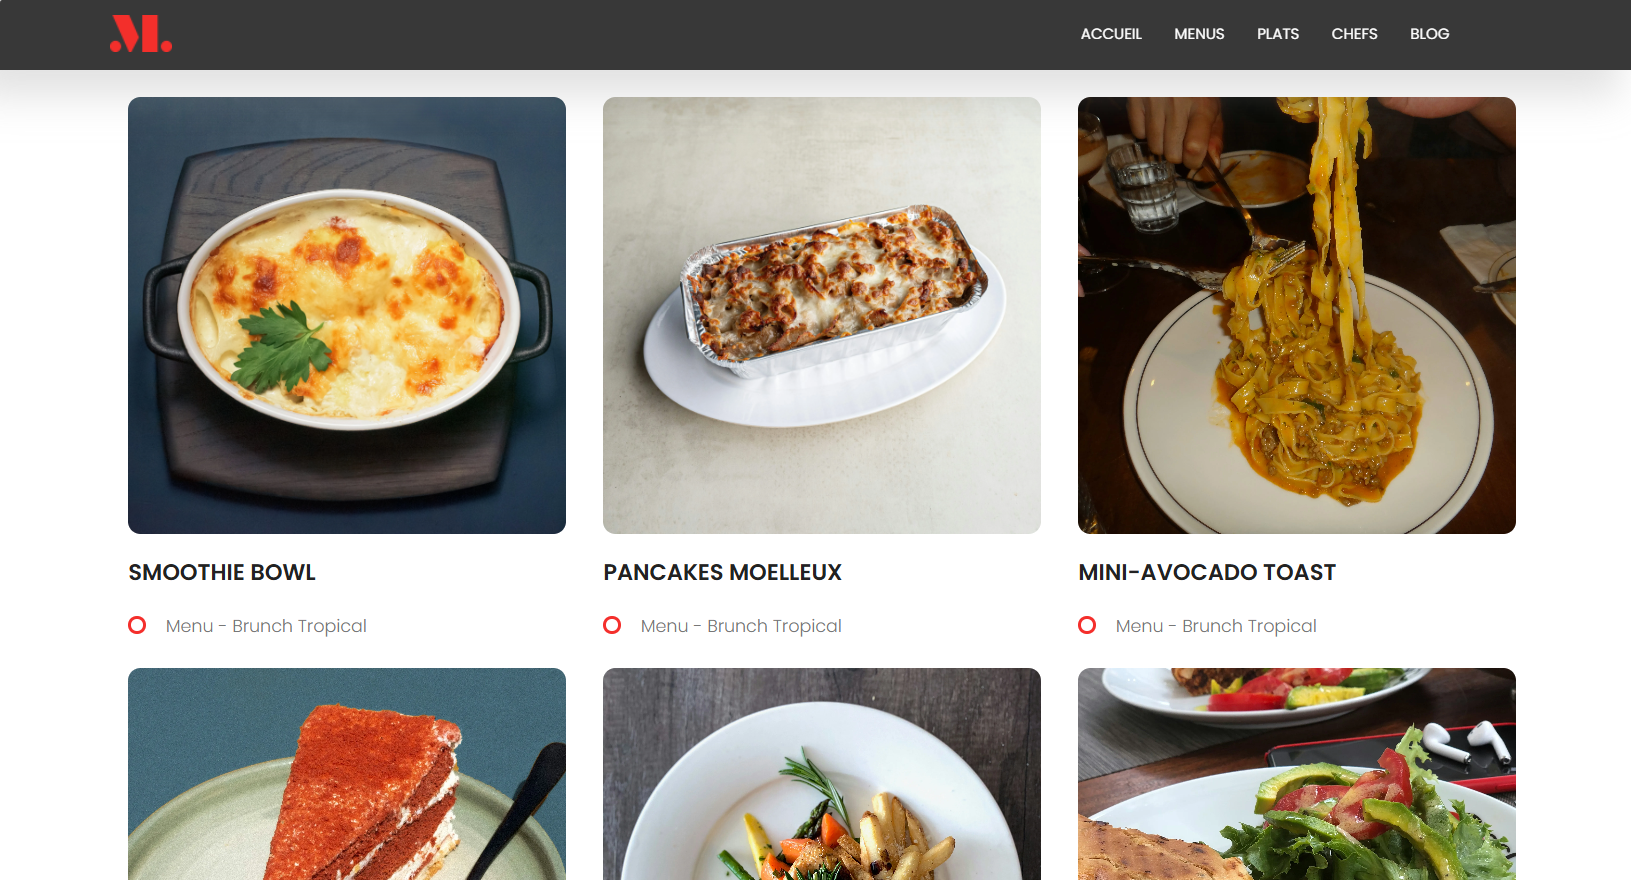 M.
ACCUEIL MENUS PLATS CHEFS BLOG
SMOOTHIE BOWL PANCAKES MOELLEUX MINI-AVOCADO TOAST
Menu - Brunch Tropical Menu - Brunch Tropical Menu - Brunch Tropical